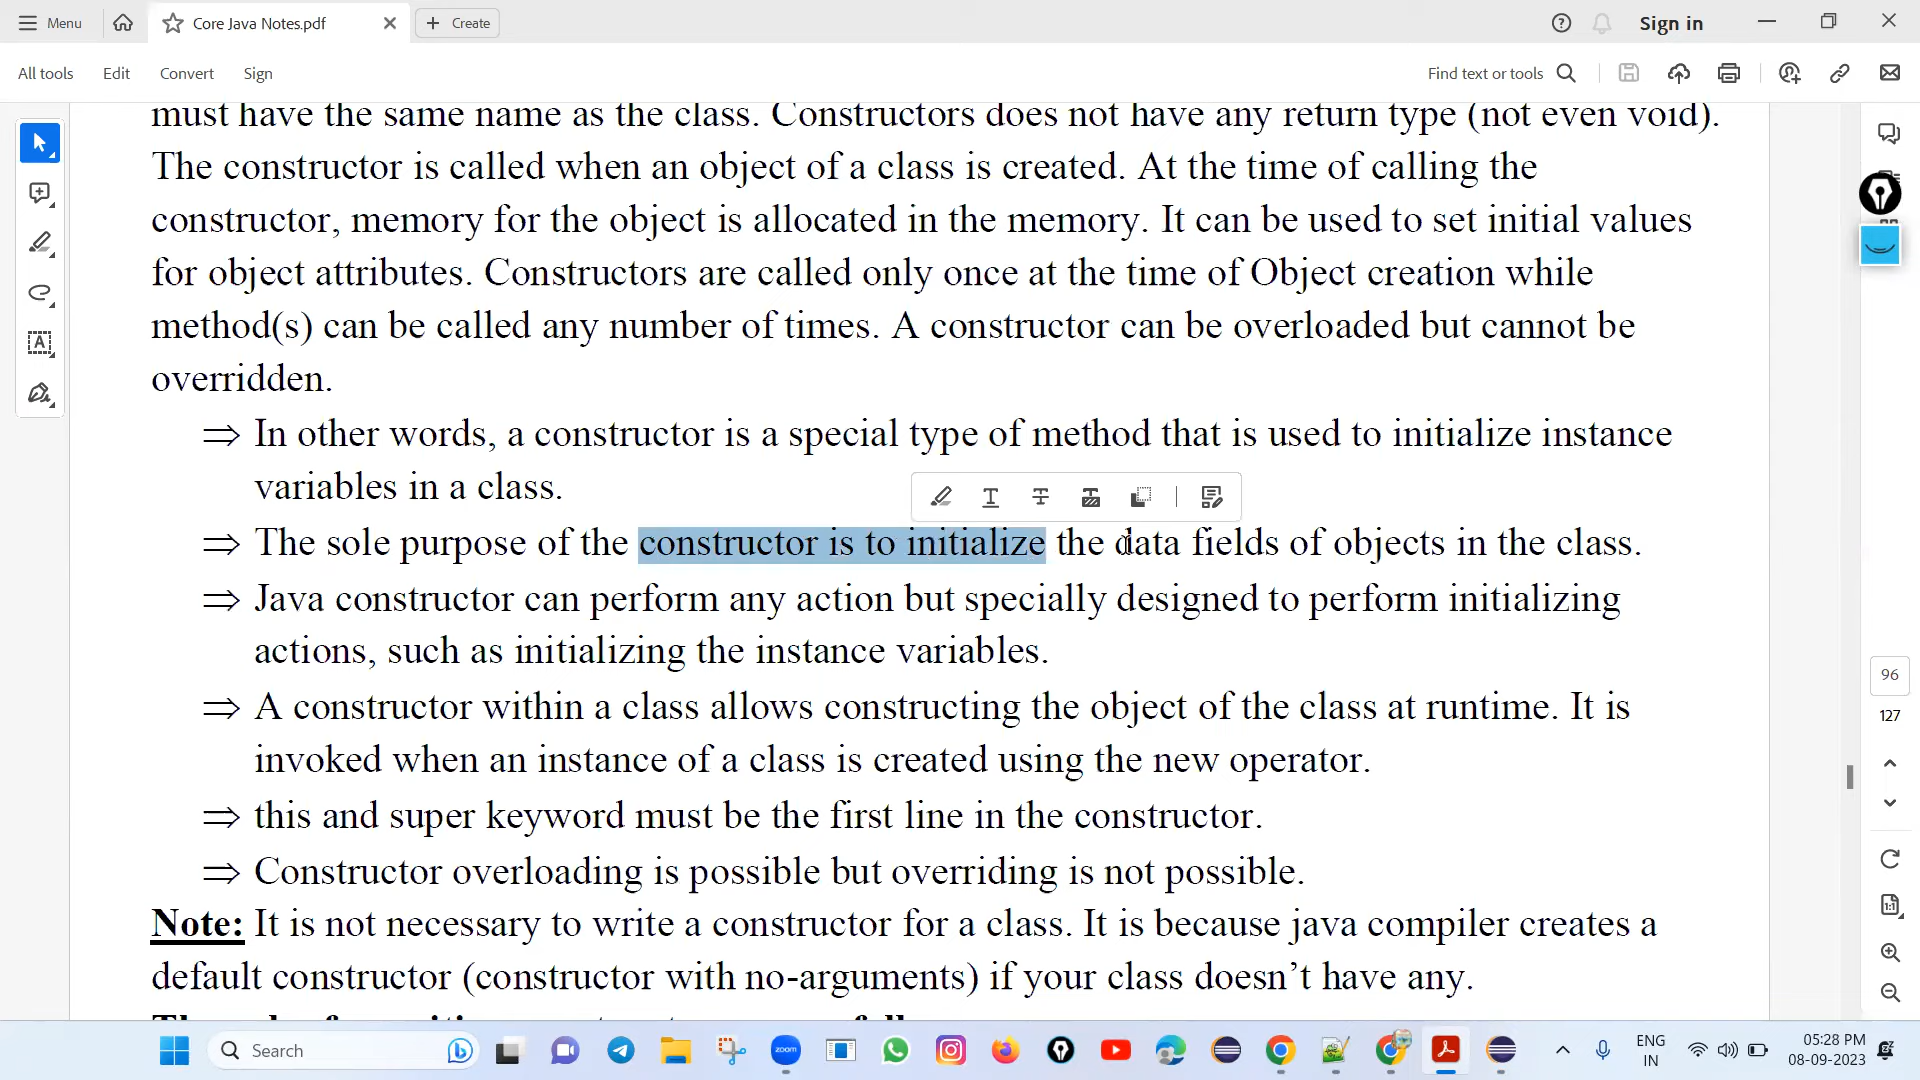 Menu
Core Java Notes.pdf
Create
Sign in
All tools
Edit
Convert
Sign
Find text or tools
must have the same name as the class. Constructors does not have any return type (not even void).
The constructor is called when an object of a class is created. At the time of calling the
constructor, memory for the object is allocated in the memory. It can be used to set initial values
for object attributes. Constructors are called only once at the time of Object creation while
method(s) can be called any number of times. A constructor can be overloaded but cannot be
overridden.
⇒ In other words, a constructor is a special type of method that is used to initialize instance
variables in a class.
⇒ The sole purpose of the constructor is to initialize the data fields of objects in the class.
⇒ Java constructor can perform any action but specially designed to perform initializing
actions, such as initializing the instance variables.
⇒ A constructor within a class allows constructing the object of the class at runtime. It is
invoked when an instance of a class is created using the new operator.
⇒ this and super keyword must be the first line in the constructor.
⇒ Constructor overloading is possible but overriding is not possible.
Note: It is not necessary to write a constructor for a class. It is because java compiler creates a
default constructor (constructor with no-arguments) if your class doesn't have any.
96
127
1:1
Search
zoom
ENG
IN
05:28 PM
08-09-2023